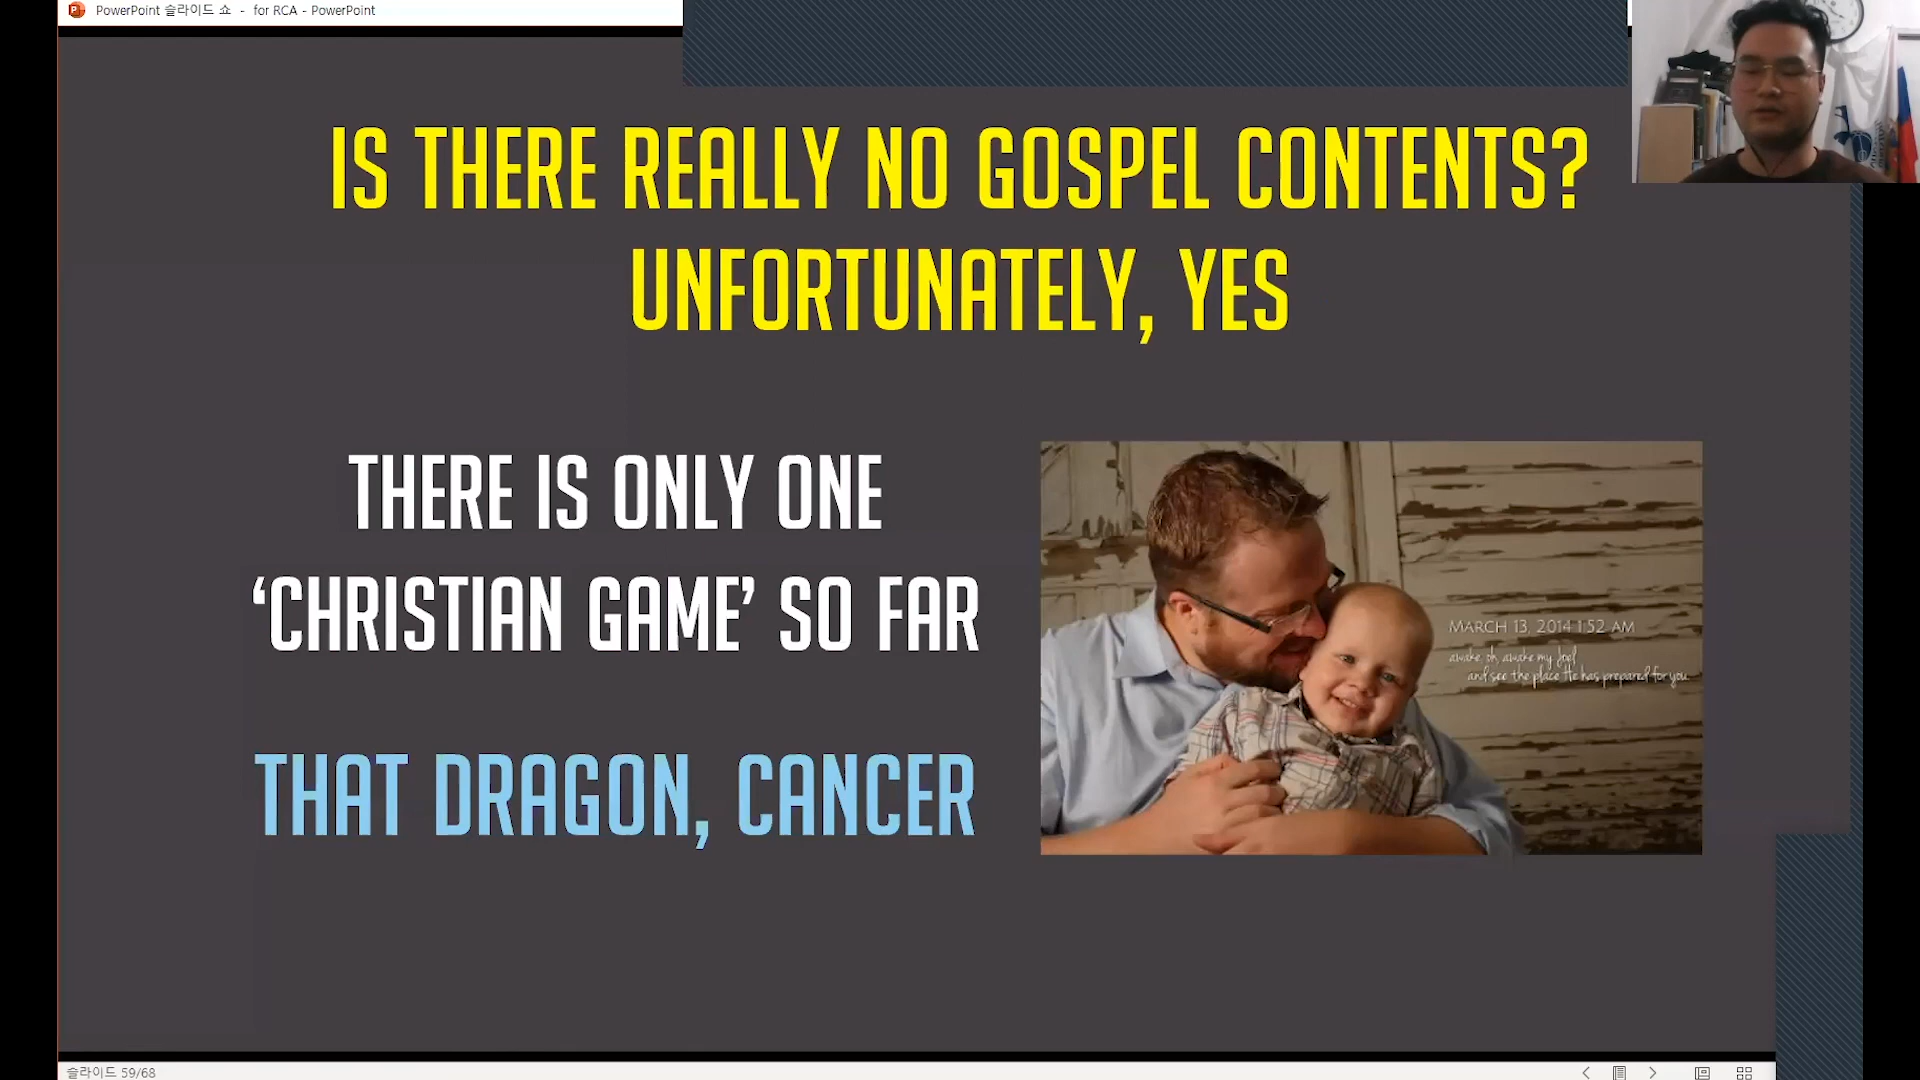 PowerPoint 슬라이드 쇼 - for RCA - PowerPoint
IS THERE REALLY NO GOSPEL CONTENTS?
UNFORTUNATELY, YES
THERE IS ONLY ONE
‘CHRISTIAN GAME’ SO FAR
THAT DRAGON, CANCER
MARCH 13, 2014 1:52 AM
awake, oh, awake my Joel
and see the place He has prepared for you.
슬라이드 59/68